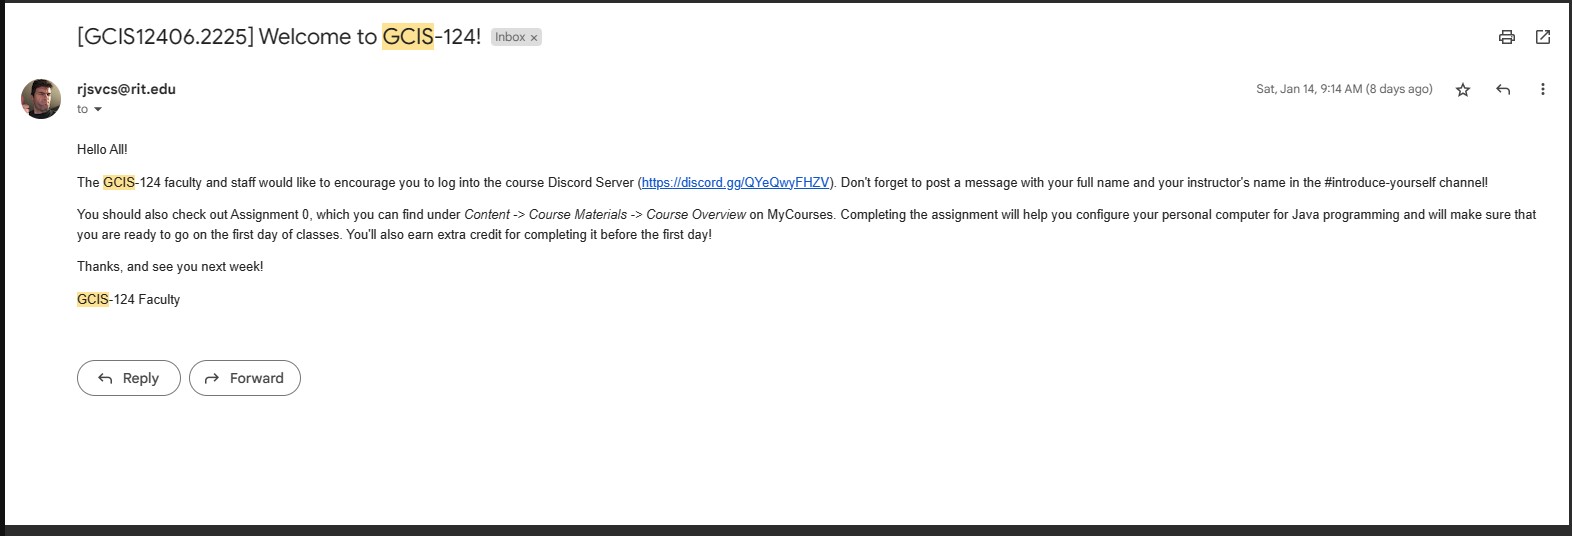 [GCIS12406.2225] Welcome to GCIS-124! Inbox ×
rjsvcs@rit.edu
Sat, Jan 14, 9:14 AM (8 days ago)
to
Hello All!
The GCIS-124 faculty and staff would like to encourage you to log into the course Discord Server (https://discord.gg/QYeQwyFHZV). Don't forget to post a message with your full name and your instructor's name in the #introduce-yourself channel!
You should also check out Assignment 0, which you can find under Content -> Course Materials -> Course Overview on MyCourses. Completing the assignment will help you configure your personal computer for Java programming and will make sure that
you are ready to go on the first day of classes. You'll also earn extra credit for completing it before the first day!
Thanks, and see you next week!
GCIS-124 Faculty
Reply Forward